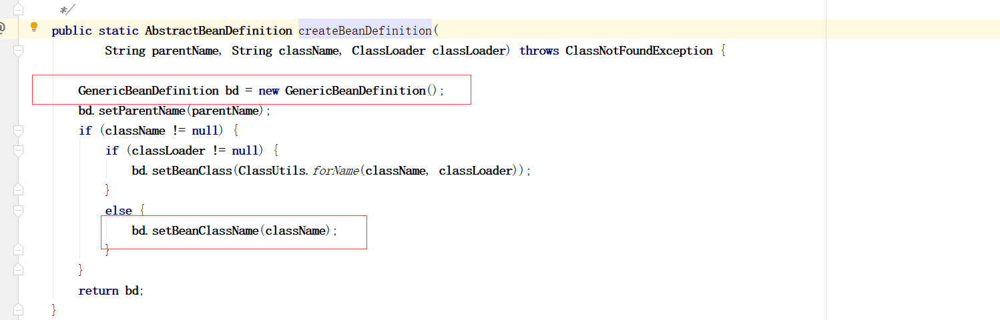 */
public static AbstractBeanDefinition createBeanDefinition(
String parentName, String className, ClassLoader classLoader) throws ClassNotFoundException {
GenericBeanDefinition bd = new GenericBeanDefinition();
bd.setParentName(parentName);
if (className != null) {
if (classLoader != null) {
bd.setBeanClass(ClassUtils.forName(className, classLoader));
}
else {
bd.setBeanClassName(className);
}
}
return bd;
}